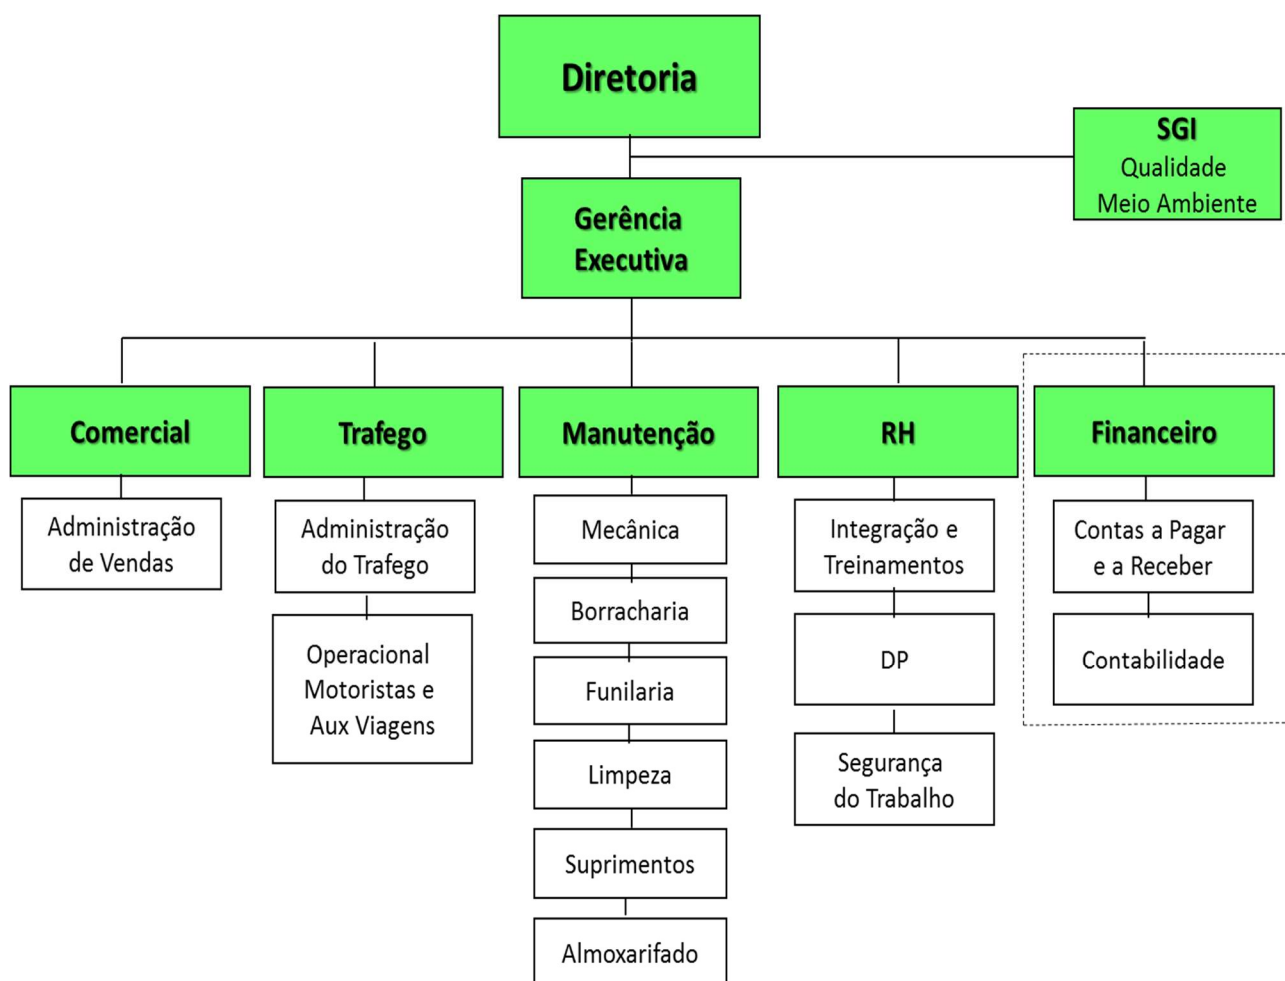 Diretoria
SGI
Qualidade
Meio Ambiente
Gerência
Executiva
Comercial
Trafego
Manutenção
RH
Financeiro
Administração
de Vendas
Administração
do Trafego
Operacional
Motoristas e
Aux Viagens
Mecânica
Borracharia
Funilaria
Limpeza
Suprimentos
Almoxarifado
Integração e
Treinamentos
DP
Segurança
do Trabalho
Contas a Pagar
e a Receber
Contabilidade